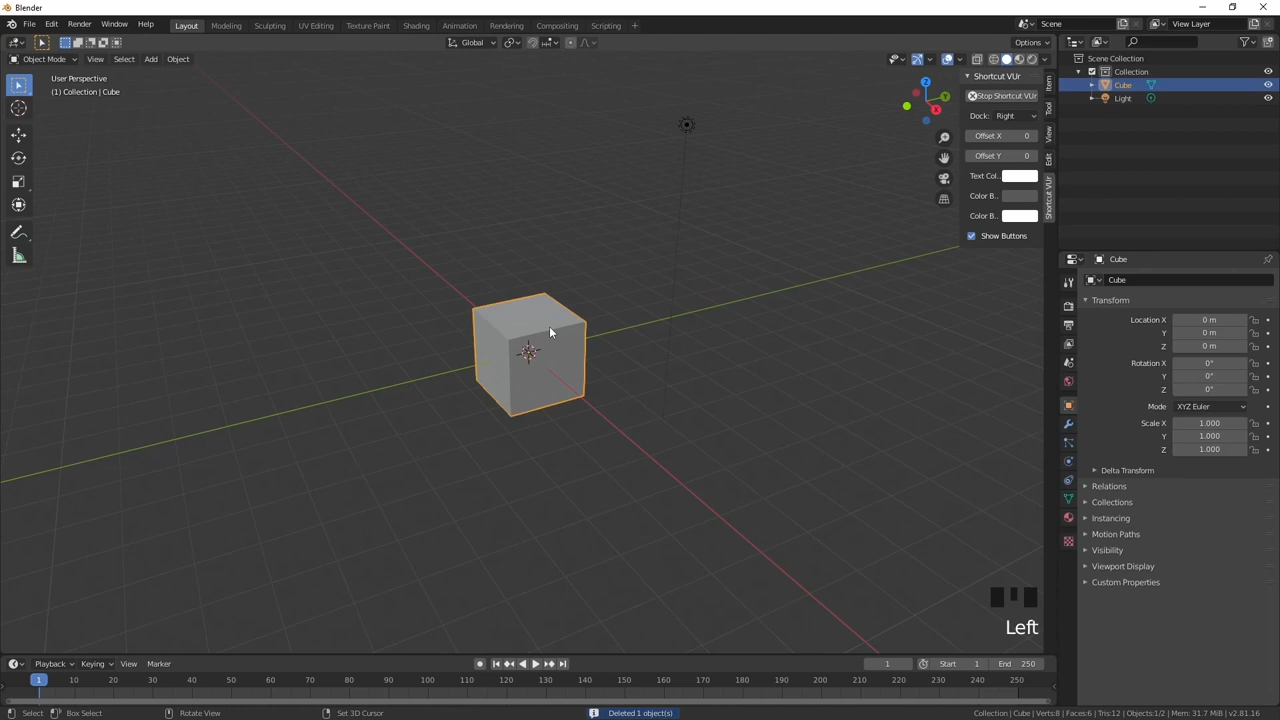 Blender
File Edit Render Window Help Layout Modeling Sculpting UV Editing Texture Paint Shading Animation Rendering Compositing Scripting + Scene View Layer
Global Options
Object Mode View Select Add Object
User Perspective
(1) Collection | Cube
Z
Y
X
Shortcut VUr
Stop Shortcut VUr
Dock: Right
Offset X 0
Offset Y 0
Text Col..
Color B..
Color B..
Show Buttons
Item
Tool
View
Edit
Shortcut VUr
Scene Collection
Collection
Cube
Light
Cube
Cube
Transform
Location X 0 m
Y 0 m
Z 0 m
Rotation X 0°
Y 0°
Z 0°
Mode XYZ Euler
Scale X 1.000
Y 1.000
Z 1.000
Delta Transform
Relations
Collections
Instancing
Motion Paths
Visibility
Viewport Display
Custom Properties
Left
Playback Keying View Marker 1 Start 1 End 250
1 10 20 30 40 50 60 70 80 90 100 110 120 130 140 150 160 170 180 190 200 210 220 230 240 250
Select Box Select Rotate View Set 3D Cursor Deleted 1 object(s) Collection | Cube | Verts:8 | Faces:6 | Tris:12 | Objects:1/2 | Mem: 31.7 MiB | v2.81.16